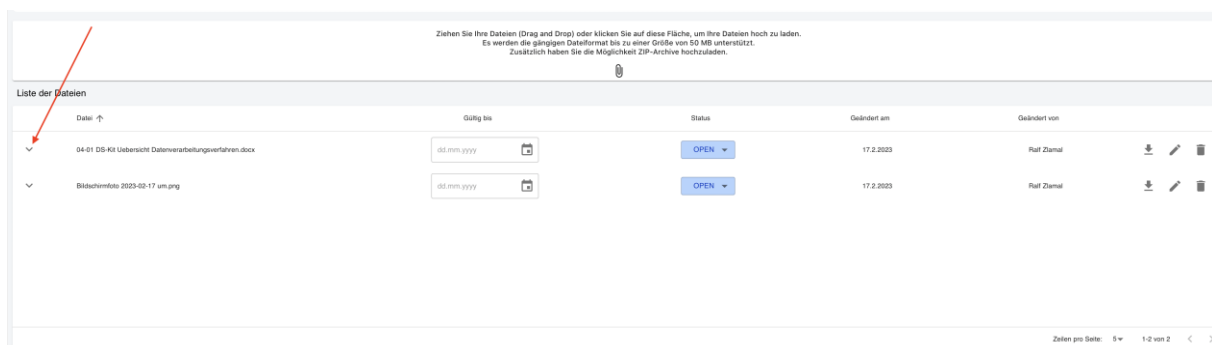 Ziehen Sie Ihre Dateien (Drag and Drop) oder klicken Sie auf diese Fläche, um Ihre Dateien hoch zu laden.
Es werden die gängigen Dateiformat bis zu einer Größe von 50 MB unterstützt.
Zusätzlich haben Sie die Möglichkeit ZIP-Archive hochzuladen.
Liste der Dateien
Datei Gültig bis Status Geändert am Geändert von
04-01 DS-Kit Uebersicht Datenverarbeitungsverfahren.docx dd.mm.yyyy OPEN 17.2.2023 Ralf Zlamal
Bildschirmfoto 2023-02-17 um.png dd.mm.yyyy OPEN 17.2.2023 Ralf Zlamal
Zeilen pro Seite: 5 1-2 von 2